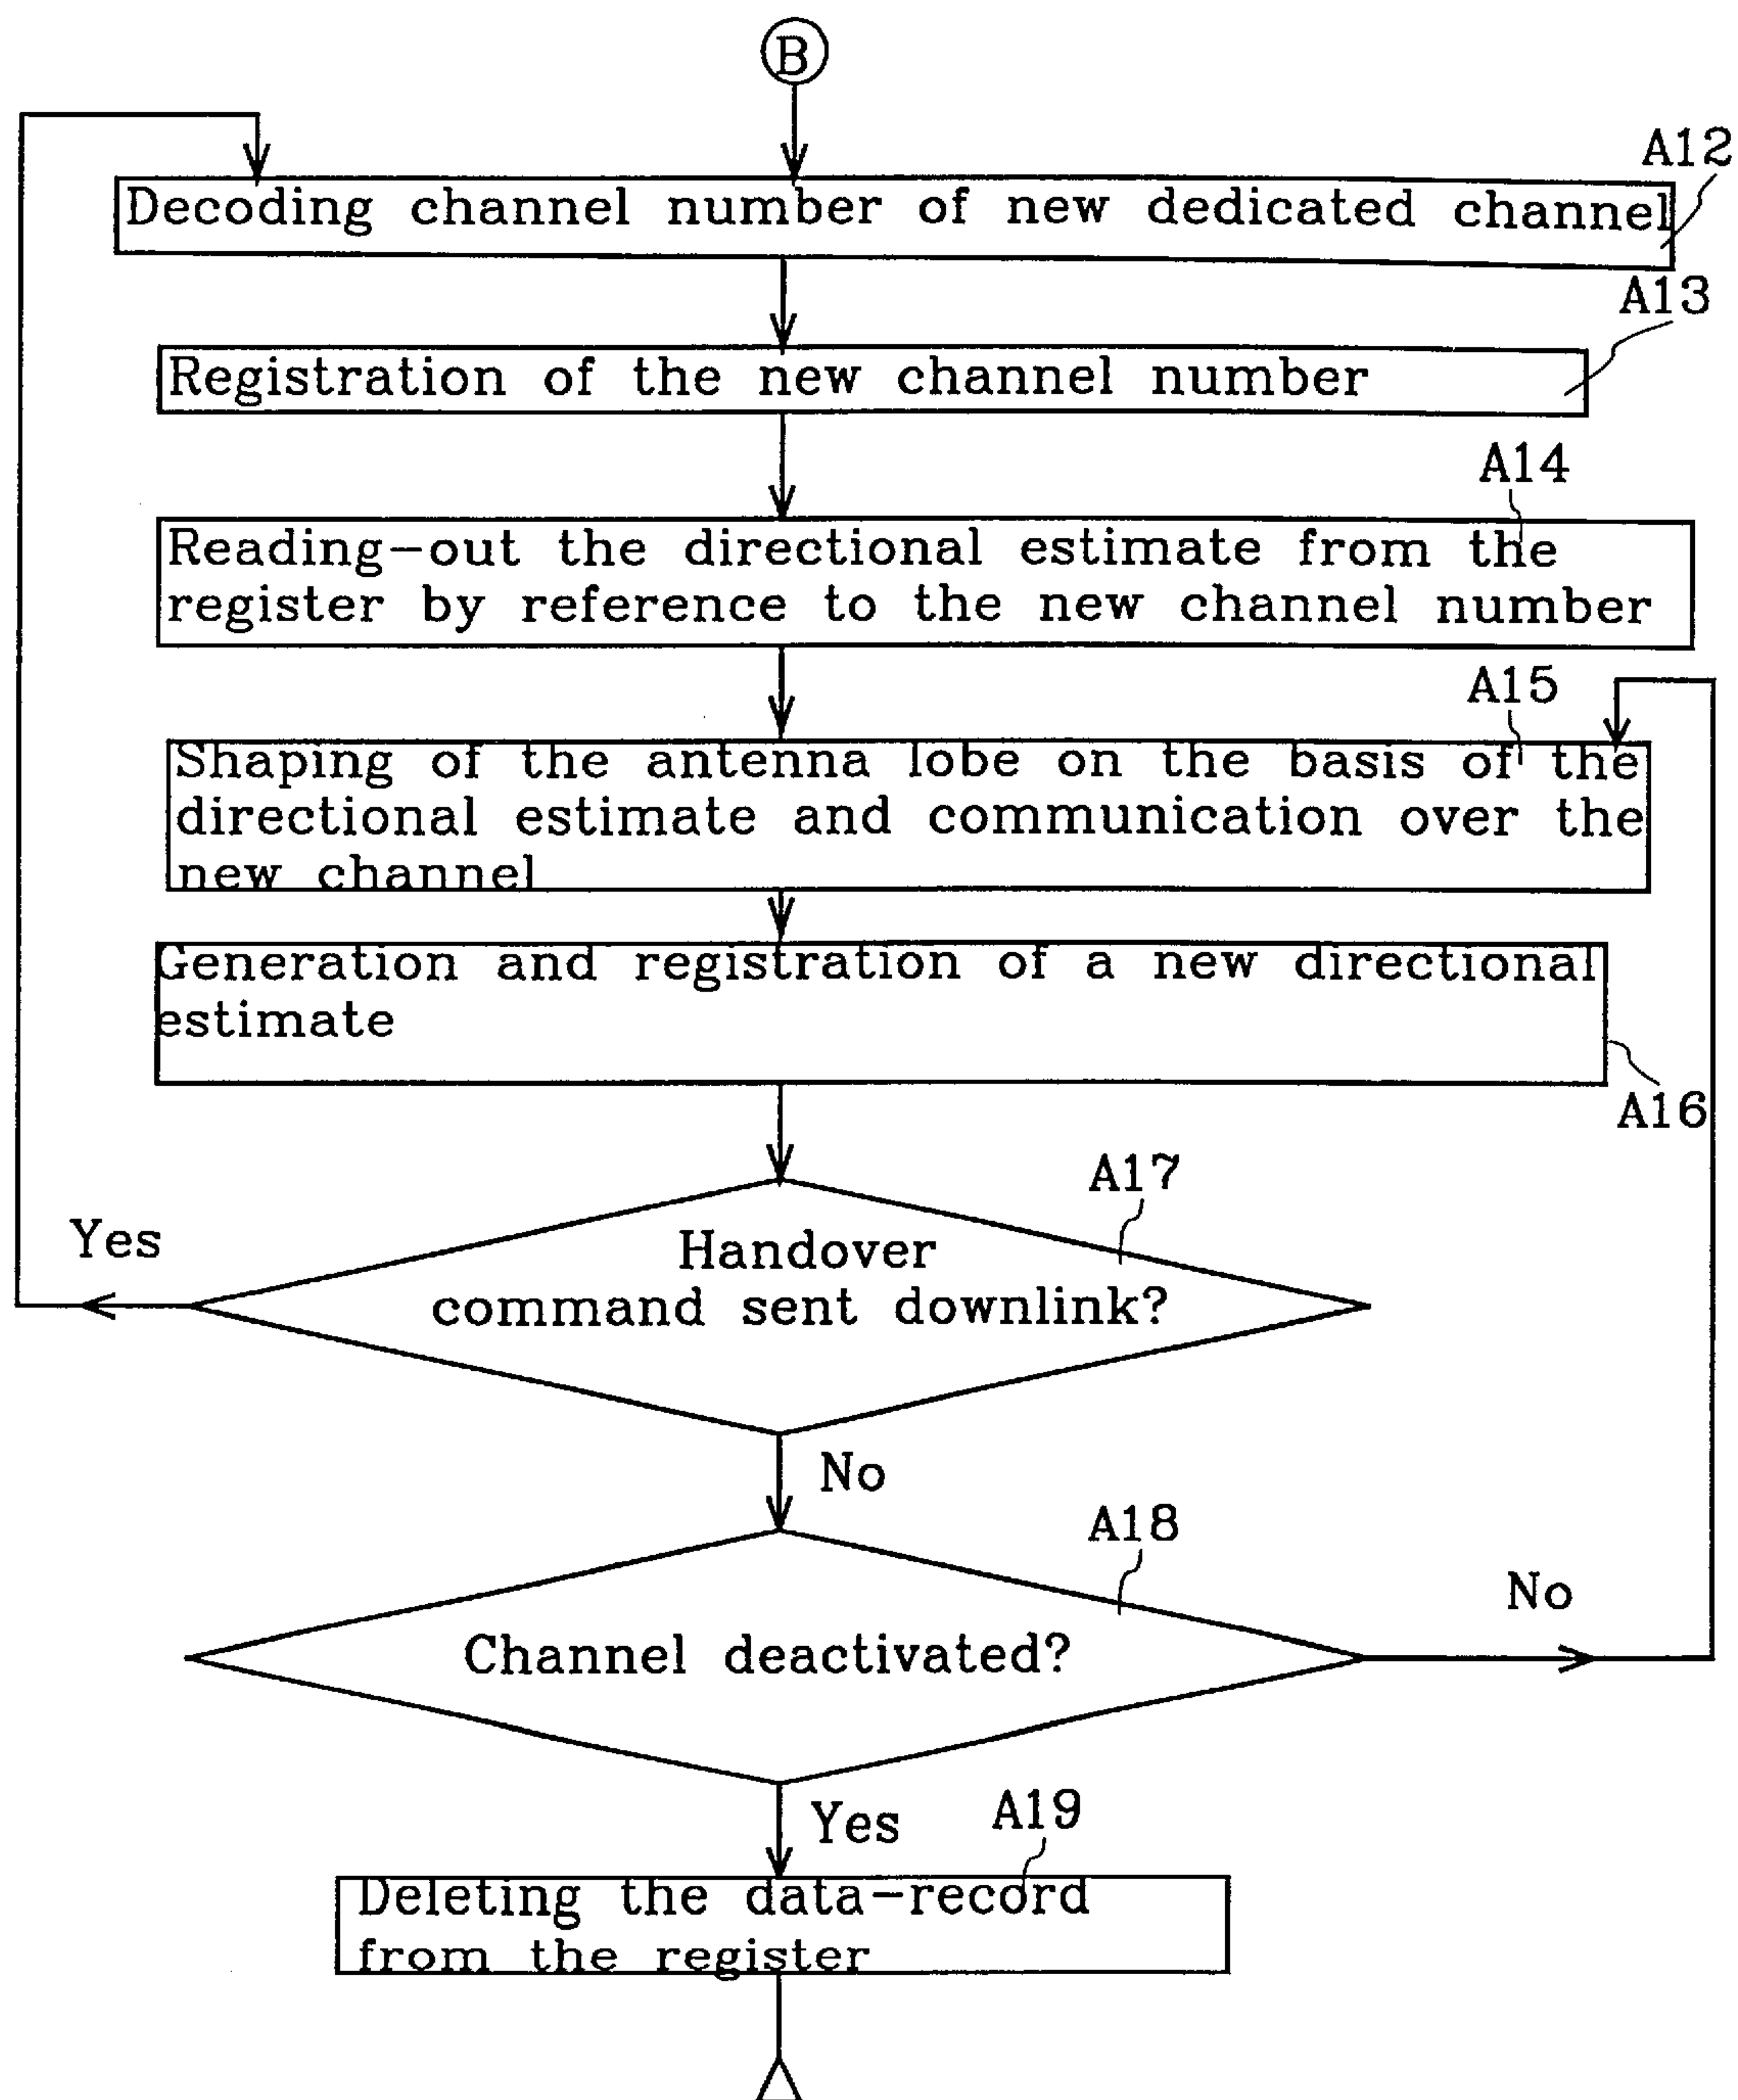 B
A12
Decoding channel number of new dedicated channel
A13
Registration of the new channel number
A14
Reading-out the directional estimate from the
register by reference to the new channel number
A15
Shaping of the antenna lobe on the basis of the
directional estimate and communication over the
new channel
Generation and registration of a new directional
estimate
A16
A17
Yes
Handover
command sent downlink?
No
A18
No
Channel deactivated?
Yes
A19
Deleting the data-record
from the register